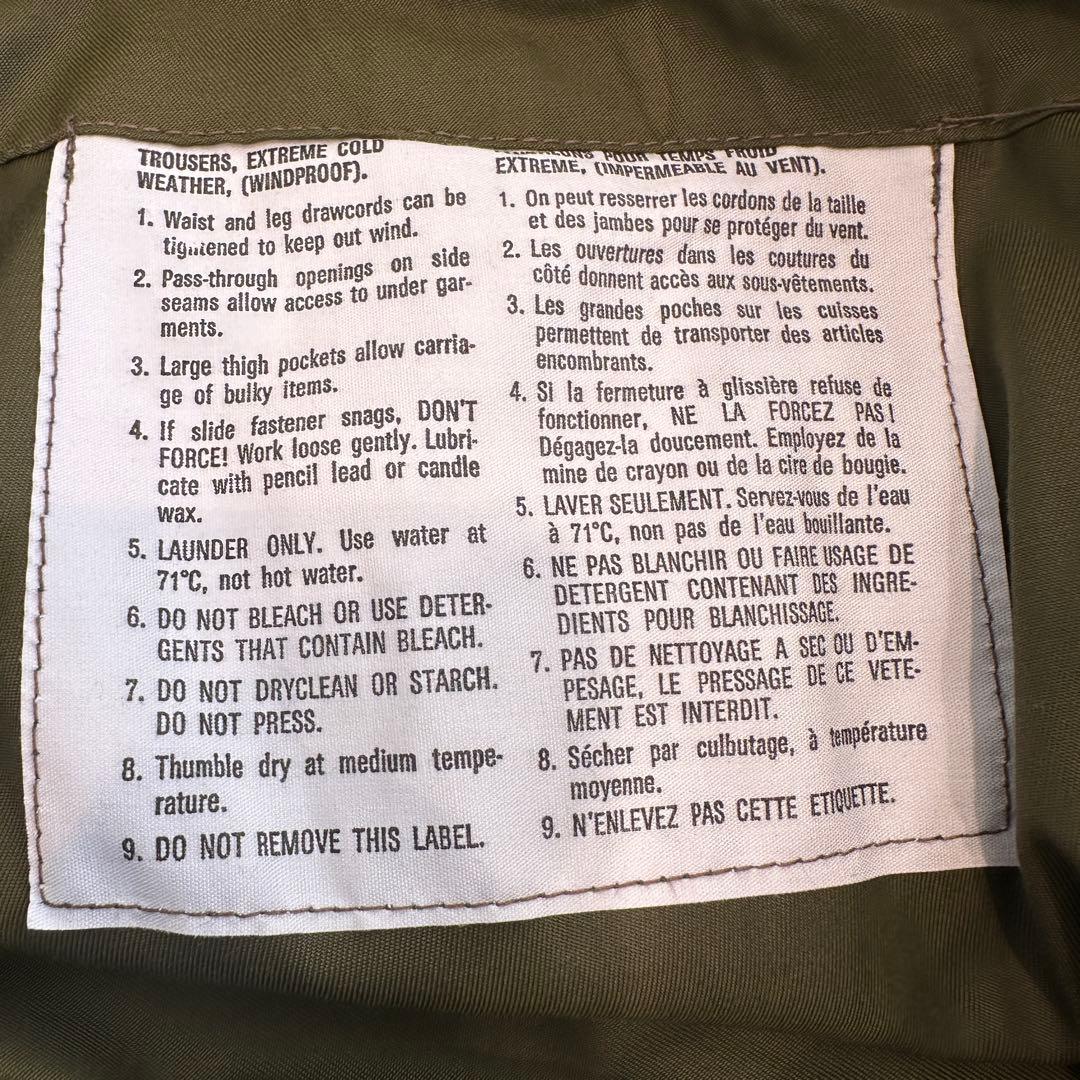 TROUSERS, EXTREME COLD
WEATHER, (WINDPROOF).
1. Waist and leg drawcords can be
tightened to keep out wind.
2. Pass-through openings on side
seams allow access to under gar-
ments.
3. Large thigh pockets allow carria-
ge of bulky items.
4. If slide fastener snags, DON'T
FORCE! Work loose gently. Lubri-
cate with pencil lead or candle
wax.
5. LAUNDER ONLY. Use water at
71°C, not hot water.
6. DO NOT BLEACH OR USE DETER-
GENTS THAT CONTAIN BLEACH.
7. DO NOT DRYCLEAN OR STARCH.
DO NOT PRESS.
8. Thumble dry at medium tempe-
rature.
9. DO NOT REMOVE THIS LABEL.
POUR TEMPS FROID
EXTREME, (IMPERMEABLE AU VENT).
1. On peut resserrer les cordons de la taille
et des jambes pour se protéger du vent.
2. Les ouvertures dans les coutures du
côté donnent accès aux sous-vêtements.
3. Les grandes poches sur les cuisses
permettent de transporter des articles
encombrants.
4. Si la fermeture à glissière refuse de
fonctionner, NE LA FORCEZ PAS!
Dégagez-la doucement. Employez de la
mine de crayon ou de la cire de bougie.
5. LAVER SEULEMENT. Servez-vous de l'eau
à 71°C, non pas de l'eau bouillante.
6. NE PAS BLANCHIR OU FAIRE USAGE DE
DETERGENT CONTENANT DES INGRE-
DIENTS POUR BLANCHISSAGE.
7. PAS DE NETTOYAGE A SEC OU D'EM-
PESAGE, LE PRESSAGE DE CE VETE-
MENT EST INTERDIT.
8. Sécher par culbutage, à température
moyenne.
9. N'ENLEVEZ PAS CETTE ETIQUETTE.